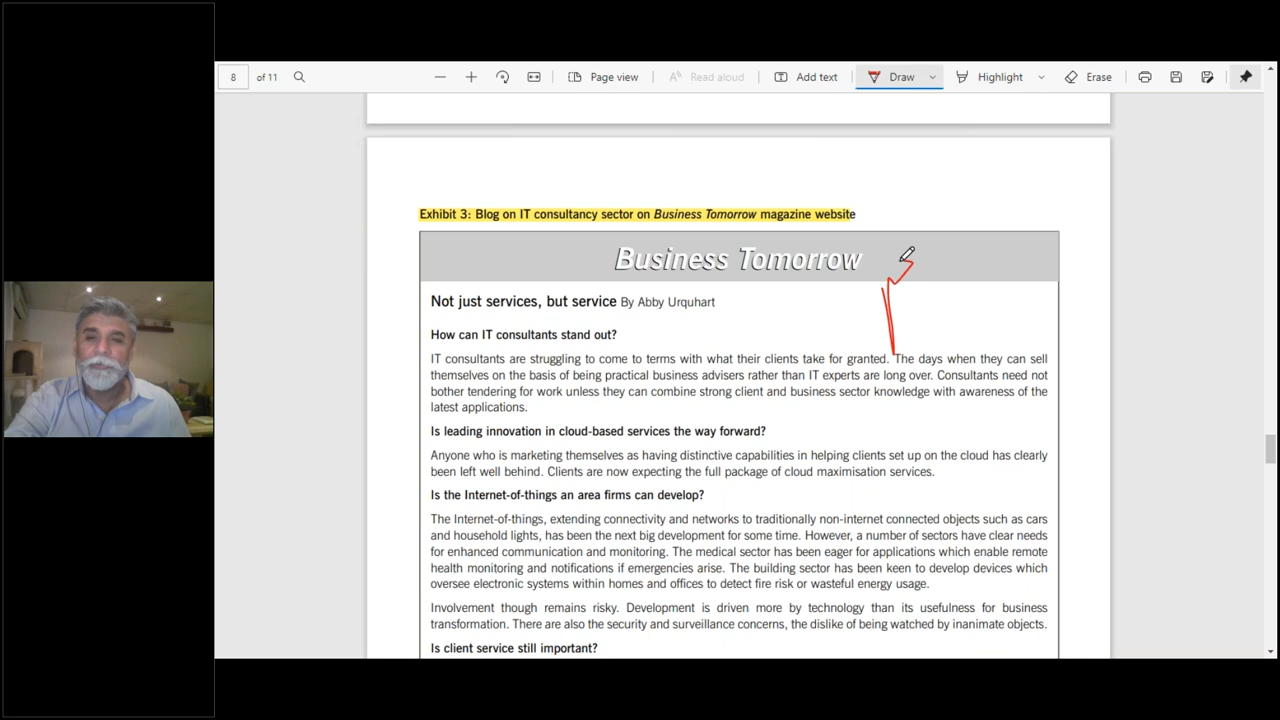 8 of 11
Page view
Read aloud
Add text
Draw
Highlight
Erase
Exhibit 3: Blog on IT consultancy sector on Business Tomorrow magazine website
Business Tomorrow
Not just services, but service By Abby Urquhart
How can IT consultants stand out?
IT consultants are struggling to come to terms with what their clients take for granted. The days when they can sell
themselves on the basis of being practical business advisers rather than IT experts are long over. Consultants need not
bother tendering for work unless they can combine strong client and business sector knowledge with awareness of the
latest applications.
Is leading innovation in cloud-based services the way forward?
Anyone who is marketing themselves as having distinctive capabilities in helping clients set up on the cloud has clearly
been left well behind. Clients are now expecting the full package of cloud maximisation services.
Is the Internet-of-things an area firms can develop?
The Internet-of-things, extending connectivity and networks to traditionally non-internet connected objects such as cars
and household lights, has been the next big development for some time. However, a number of sectors have clear needs
for enhanced communication and monitoring. The medical sector has been eager for applications which enable remote
health monitoring and notifications if emergencies arise. The building sector has been keen to develop devices which
oversee electronic systems within homes and offices to detect fire risk or wasteful energy usage.
Involvement though remains risky. Development is driven more by technology than its usefulness for business
transformation. There are also the security and surveillance concerns, the dislike of being watched by inanimate objects.
Is client service still important?